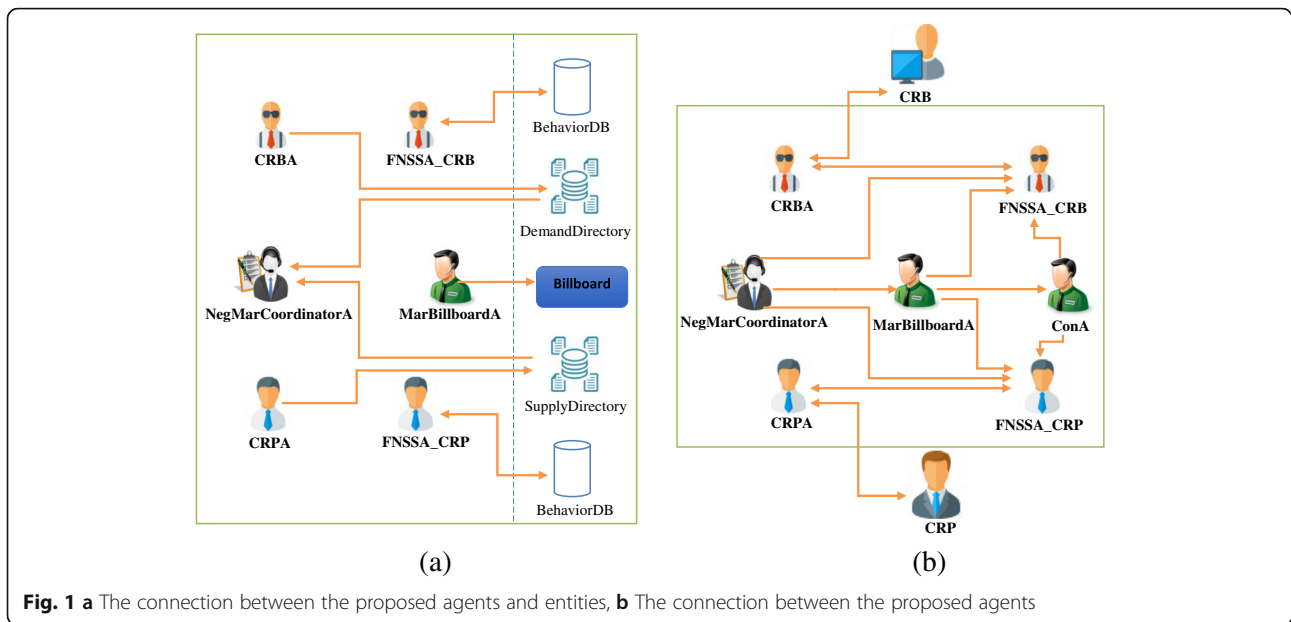 BehaviorDB
CRBA
FNSSA_CRB
DemandDirectory
NegMarCoordinatorA
MarBillboardA
Billboard
SupplyDirectory
CRPA
FNSSA_CRP
BehaviorDB
(a)
CRB
CRBA
FNSSA_CRB
NegMarCoordinatorA
MarBillboardA
ConA
CRPA
FNSSA_CRP
CRP
(b)
Fig. 1 a The connection between the proposed agents and entities, b The connection between the proposed agents